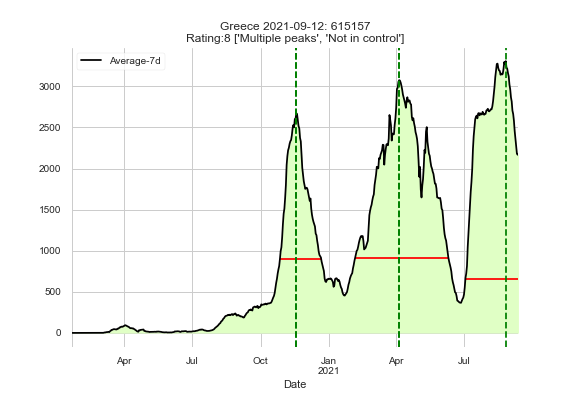 Greece 2021-09-12: 615157
Rating:8 ['Multiple peaks', 'Not in control']
Average-7d
3000
2500
2000
1500
1000
500
0
Apr
Jul
Oct
Jan
2021
Apr
Jul
Date